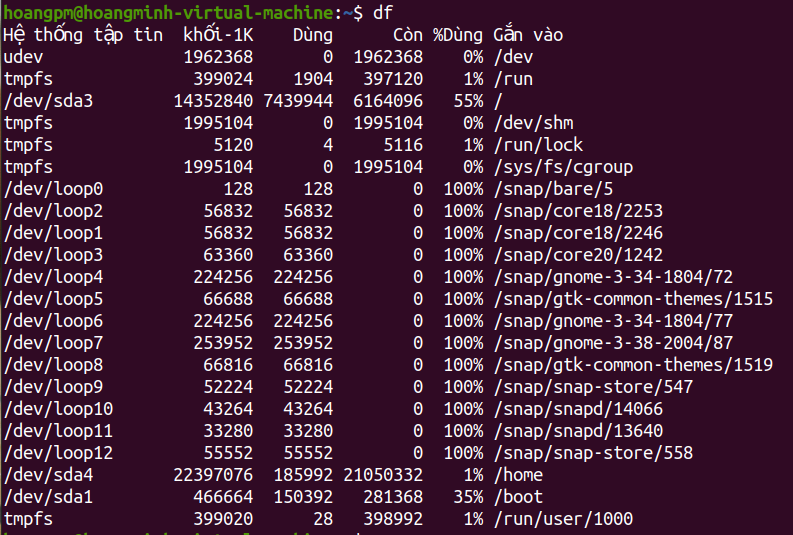 hoangpm@hoangminh-virtual-machine:~$ df
Hệ thống tập tin khối-1K Dùng Còn %Dùng Gắn vào
udev 1962368 0 1962368 0% /dev
tmpfs 399024 1904 397120 1% /run
/dev/sda3 14352840 7439944 6164096 55% /
tmpfs 1995104 0 1995104 0% /dev/shm
tmpfs 5120 4 5116 1% /run/lock
tmpfs 1995104 0 1995104 0% /sys/fs/cgroup
/dev/loop0 128 128 0 100% /snap/bare/5
/dev/loop2 56832 56832 0 100% /snap/core18/2253
/dev/loop1 56832 56832 0 100% /snap/core18/2246
/dev/loop3 63360 63360 0 100% /snap/core20/1242
/dev/loop4 224256 224256 0 100% /snap/gnome-3-34-1804/72
/dev/loop5 66688 66688 0 100% /snap/gtk-common-themes/1515
/dev/loop6 224256 224256 0 100% /snap/gnome-3-34-1804/77
/dev/loop7 253952 253952 0 100% /snap/gnome-3-38-2004/87
/dev/loop8 66816 66816 0 100% /snap/gtk-common-themes/1519
/dev/loop9 52224 52224 0 100% /snap/snap-store/547
/dev/loop10 43264 43264 0 100% /snap/snapd/14066
/dev/loop11 33280 33280 0 100% /snap/snapd/13640
/dev/loop12 55552 55552 0 100% /snap/snap-store/558
/dev/sda4 22397076 185992 21050332 1% /home
/dev/sda1 466664 150392 281368 35% /boot
tmpfs 399020 28 398992 1% /run/user/1000